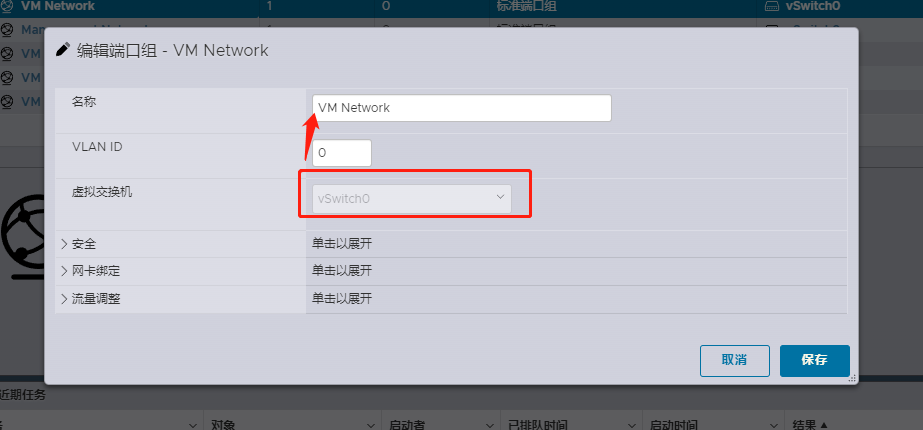 VM Network 1 0 标准端口组 vSwitch0
编辑端口组 - VM Network
VM
VM
VM
名称 VM Network
VLAN ID 0
虚拟交换机 vSwitch0
安全 单击以展开
网卡绑定 单击以展开
流量调整 单击以展开
取消 保存
近期任务
对象 启动者 已排队时间 启动时间 结果